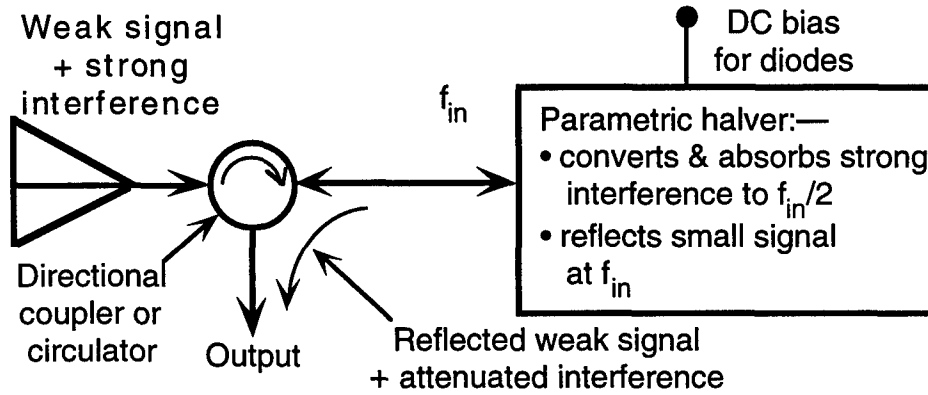 Weak signal
+ strong
interference
f_in
DC bias
for diodes
Parametric halver:—
• converts & absorbs strong
interference to f_in/2
• reflects small signal
at f_in
Directional
coupler or
circulator
Output
Reflected weak signal
+ attenuated interference